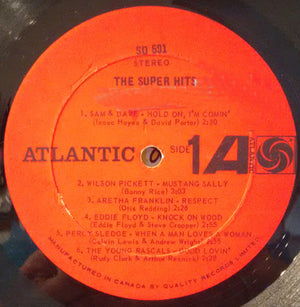 SD 501
STEREO
THE SUPER HITS
1. SAM & DAVE - HOLD ON, I'M COMIN'
(Isaac Hayes & David Porter) 2:30
ATLANTIC SIDE 1 A
2. WILSON PICKETT - MUSTANG SALLY
(Bonny Rice) 3:03
3. ARETHA FRANKLIN - RESPECT
(Otis Redding) 2:26
4. EDDIE FLOYD - KNOCK ON WOOD
(Eddie Floyd & Steve Cropper) 2:55
5. PERCY SLEDGE - WHEN A MAN LOVES A WOMAN
(Calvin Lewis & Andrew Wright) 2:55
6. THE YOUNG RASCALS - GOOD LOVIN'
(Rudy Clark & Arthur Resnick) 2:28
MANUFACTURED IN CANADA BY QUALITY RECORDS LIMITED